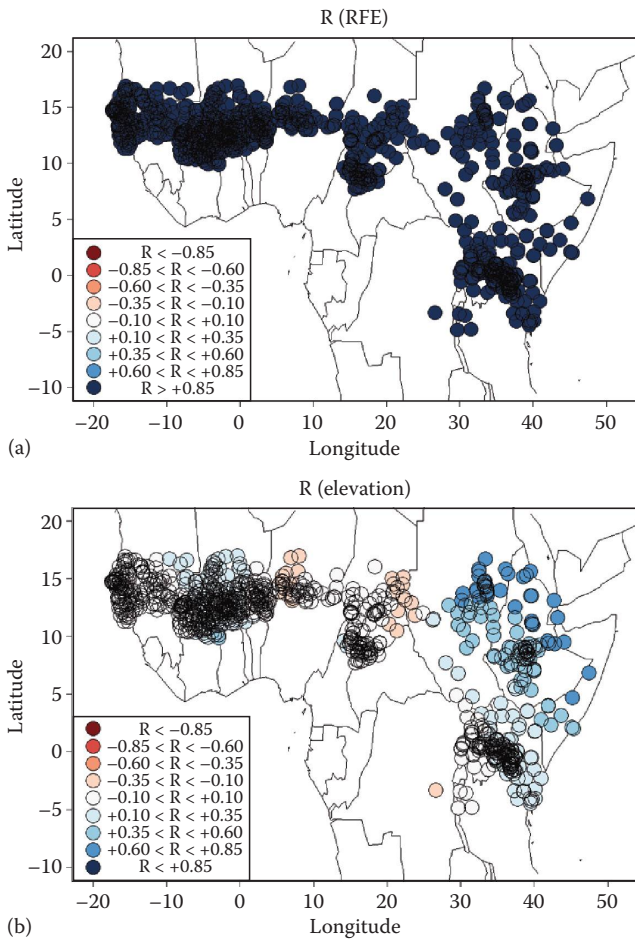 R (RFE)
20
15
10
5
0
−5
−10
Latitude
R < −0.85
−0.85 < R < −0.60
−0.60 < R < −0.35
−0.35 < R < −0.10
−0.10 < R < +0.10
+0.10 < R < +0.35
+0.35 < R < +0.60
+0.60 < R < +0.85
R > +0.85
−20 −10 0 10 20 30 40 50
(a)
Longitude
R (elevation)
20
15
10
5
0
−5
−10
Latitude
R < −0.85
−0.85 < R < −0.60
−0.60 < R < −0.35
−0.35 < R < −0.10
−0.10 < R < +0.10
+0.10 < R < +0.35
+0.35 < R < +0.60
+0.60 < R < +0.85
R < +0.85
−20 −10 0 10 20 30 40 50
(b)
Longitude